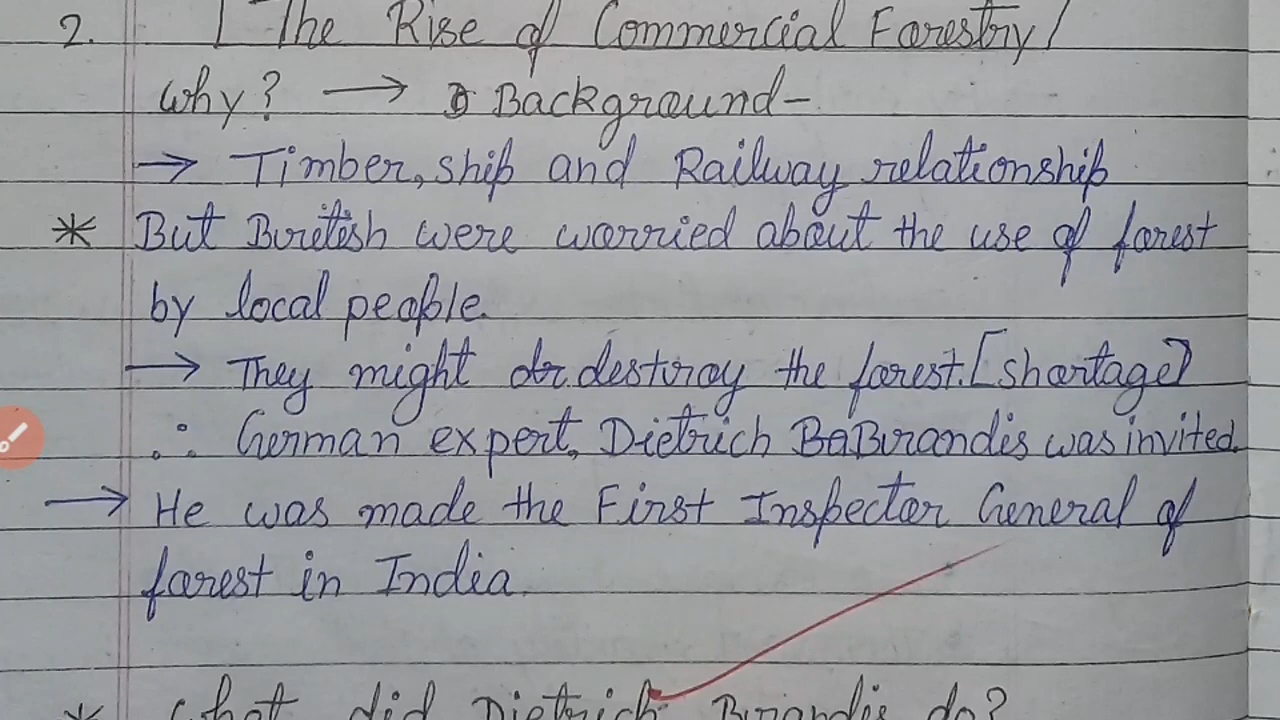 2. [ The Rise of Commercial Forestry ]
Why? → Background-
→ Timber, ship and Railway relationship
* But British were worried about the use of forest
by local people.
→ They might destroy the forest. [shortage]
∴ German expert, Dietrich Brandis was invited.
→ He was made the First Inspector General of
forest in India.
* What did Dietrich Brandis do?